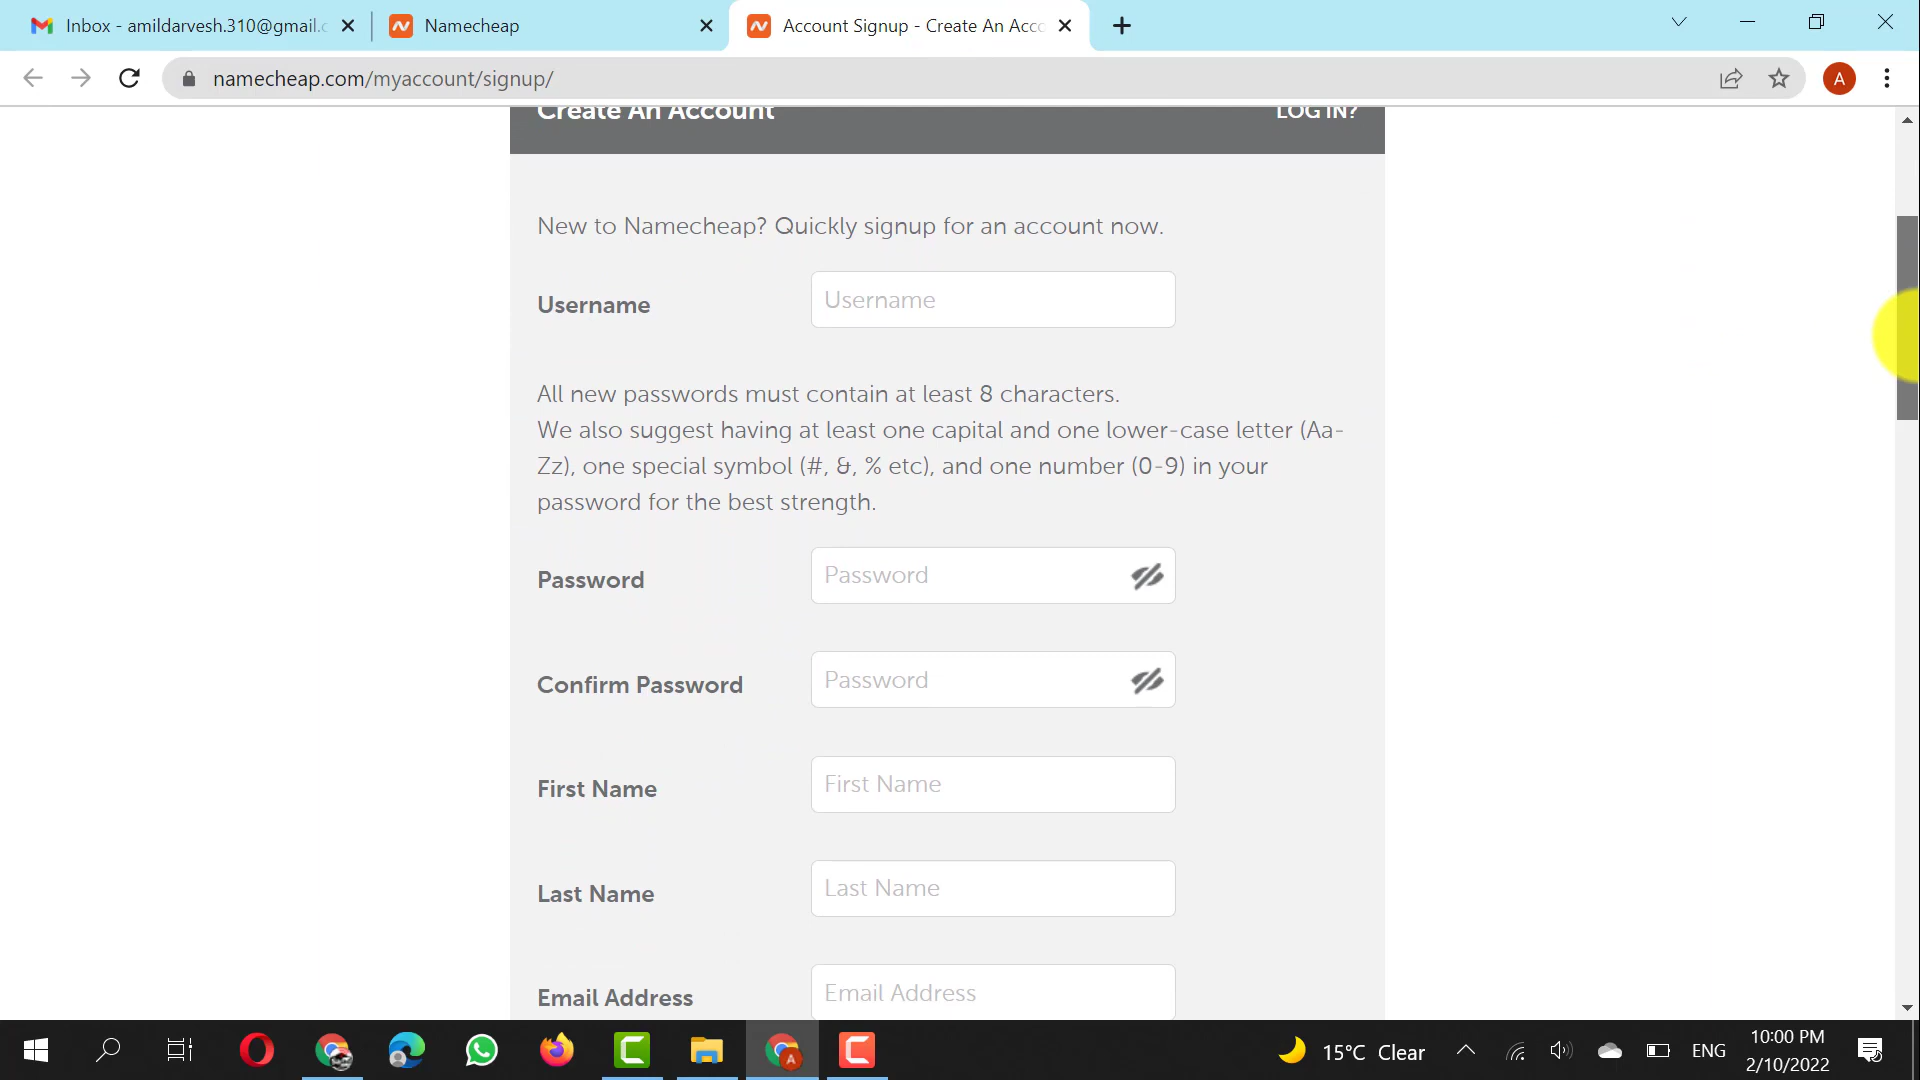 Inbox - amildarvesh.310@gmail.c
Namecheap
Account Signup - Create An Acco
namecheap.com/myaccount/signup/
A
Create An Account
LOG IN?
New to Namecheap? Quickly signup for an account now.
Username
Username
All new passwords must contain at least 8 characters.
We also suggest having at least one capital and one lower-case letter (Aa-
Zz), one special symbol (#, &, % etc), and one number (0-9) in your
password for the best strength.
Password
Password
Confirm Password
Password
First Name
First Name
Last Name
Last Name
Email Address
Email Address
15°C Clear
ENG
10:00 PM
2/10/2022